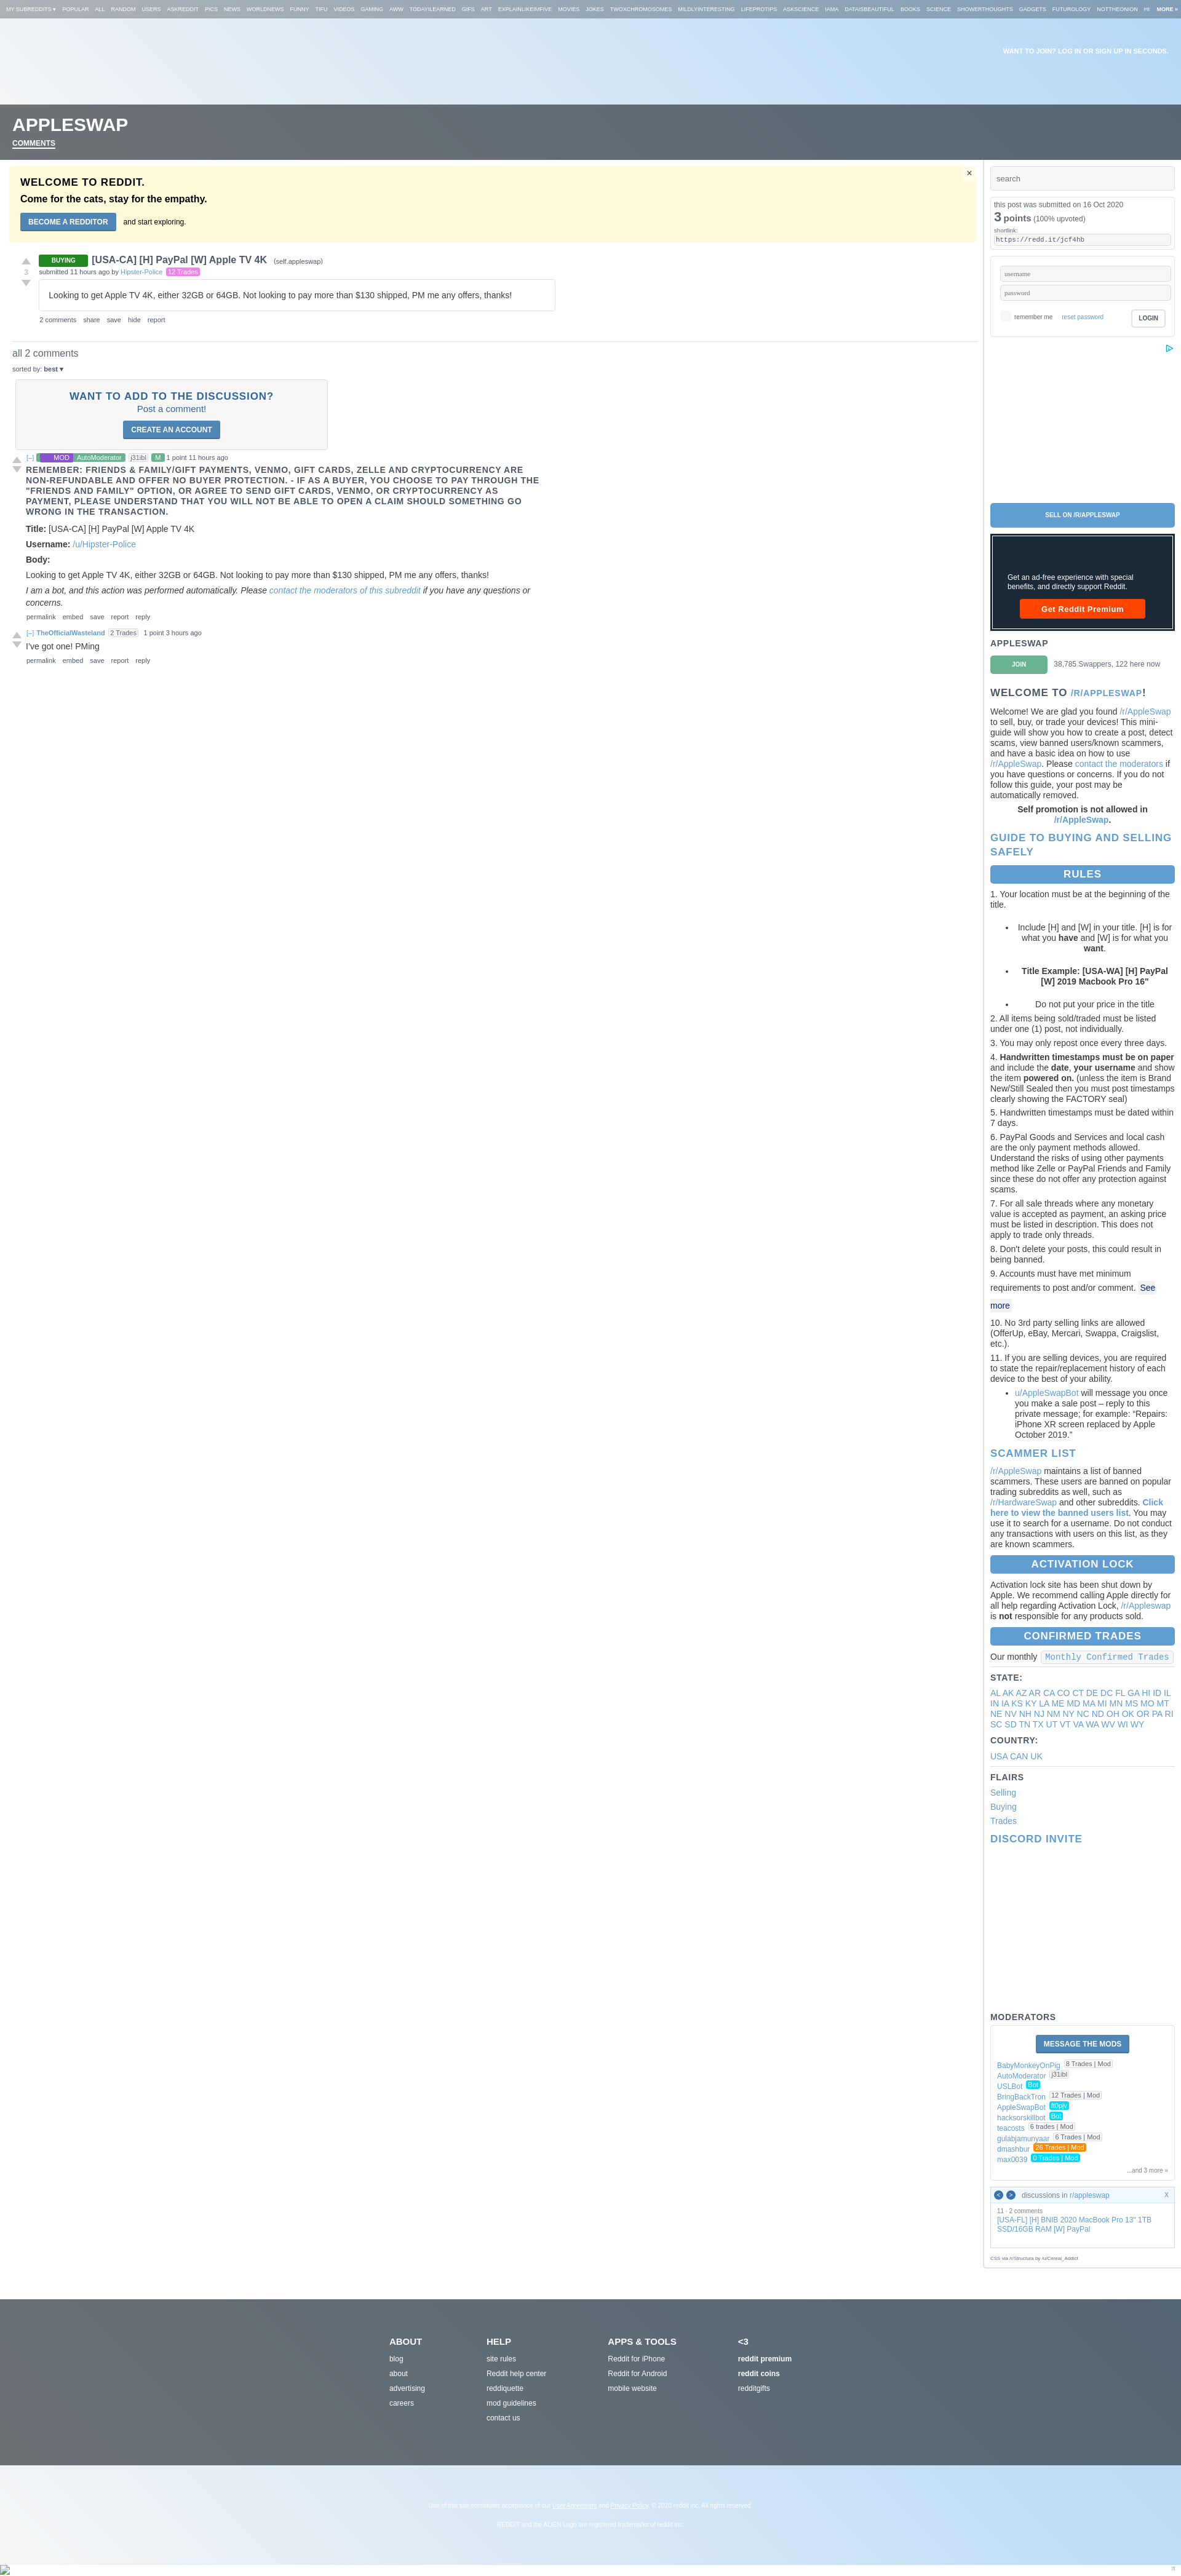 MY SUBREDDITS ▾ POPULAR ALL RANDOM USERS ASKREDDIT PICS NEWS WORLDNEWS FUNNY TIFU VIDEOS GAMING AWW TODAYILEARNED GIFS ART EXPLAINLIKEIMFIVE MOVIES JOKES TWOXCHROMOSOMES MILDLYINTERESTING LIFEPROTIPS ASKSCIENCE IAMA DATAISBEAUTIFUL BOOKS SCIENCE SHOWERTHOUGHTS GADGETS FUTUROLOGY NOTTHEONION HI MORE »
WANT TO JOIN? LOG IN OR SIGN UP IN SECONDS.
APPLESWAP
COMMENTS
WELCOME TO REDDIT.
Come for the cats, stay for the empathy.
BECOME A REDDITOR and start exploring.
×
3
BUYING [USA-CA] [H] PayPal [W] Apple TV 4K (self.appleswap)
submitted 11 hours ago by Hipster-Police 12 Trades
Looking to get Apple TV 4K, either 32GB or 64GB. Not looking to pay more than $130 shipped, PM me any offers, thanks!
2 comments share save hide report
all 2 comments
sorted by: best ▾
WANT TO ADD TO THE DISCUSSION?
Post a comment!
CREATE AN ACCOUNT
[–] MOD AutoModerator j31ibl M 1 point 11 hours ago
REMEMBER: FRIENDS & FAMILY/GIFT PAYMENTS, VENMO, GIFT CARDS, ZELLE AND CRYPTOCURRENCY ARE
NON-REFUNDABLE AND OFFER NO BUYER PROTECTION. - IF AS A BUYER, YOU CHOOSE TO PAY THROUGH THE
"FRIENDS AND FAMILY" OPTION, OR AGREE TO SEND GIFT CARDS, VENMO, OR CRYPTOCURRENCY AS
PAYMENT, PLEASE UNDERSTAND THAT YOU WILL NOT BE ABLE TO OPEN A CLAIM SHOULD SOMETHING GO
WRONG IN THE TRANSACTION.
Title: [USA-CA] [H] PayPal [W] Apple TV 4K
Username: /u/Hipster-Police
Body:
Looking to get Apple TV 4K, either 32GB or 64GB. Not looking to pay more than $130 shipped, PM me any offers, thanks!
I am a bot, and this action was performed automatically. Please contact the moderators of this subreddit if you have any questions or
concerns.
permalink embed save report reply
[–] TheOfficialWasteland 2 Trades 1 point 3 hours ago
I've got one! PMing
permalink embed save report reply
search
this post was submitted on 16 Oct 2020
3 points (100% upvoted)
shortlink:
https://redd.it/jcf4hb
username
password
remember me reset password LOGIN
SELL ON /R/APPLESWAP
Get an ad-free experience with special
benefits, and directly support Reddit.
Get Reddit Premium
APPLESWAP
JOIN 38,785 Swappers, 122 here now
WELCOME TO /R/APPLESWAP!
Welcome! We are glad you found /r/AppleSwap
to sell, buy, or trade your devices! This mini-
guide will show you how to create a post, detect
scams, view banned users/known scammers,
and have a basic idea on how to use
/r/AppleSwap. Please contact the moderators if
you have questions or concerns. If you do not
follow this guide, your post may be
automatically removed.
Self promotion is not allowed in
/r/AppleSwap.
GUIDE TO BUYING AND SELLING
SAFELY
RULES
1. Your location must be at the beginning of the
title.
• Include [H] and [W] in your title. [H] is for
what you have and [W] is for what you
want.
• Title Example: [USA-WA] [H] PayPal
[W] 2019 Macbook Pro 16"
• Do not put your price in the title
2. All items being sold/traded must be listed
under one (1) post, not individually.
3. You may only repost once every three days.
4. Handwritten timestamps must be on paper
and include the date, your username and show
the item powered on. (unless the item is Brand
New/Still Sealed then you must post timestamps
clearly showing the FACTORY seal)
5. Handwritten timestamps must be dated within
7 days.
6. PayPal Goods and Services and local cash
are the only payment methods allowed.
Understand the risks of using other payments
method like Zelle or PayPal Friends and Family
since these do not offer any protection against
scams.
7. For all sale threads where any monetary
value is accepted as payment, an asking price
must be listed in description. This does not
apply to trade only threads.
8. Don't delete your posts, this could result in
being banned.
9. Accounts must have met minimum
requirements to post and/or comment. See
more
10. No 3rd party selling links are allowed
(OfferUp, eBay, Mercari, Swappa, Craigslist,
etc.).
11. If you are selling devices, you are required
to state the repair/replacement history of each
device to the best of your ability.
• u/AppleSwapBot will message you once
you make a sale post – reply to this
private message; for example: “Repairs:
iPhone XR screen replaced by Apple
October 2019.”
SCAMMER LIST
/r/AppleSwap maintains a list of banned
scammers. These users are banned on popular
trading subreddits as well, such as
/r/HardwareSwap and other subreddits. Click
here to view the banned users list. You may
use it to search for a username. Do not conduct
any transactions with users on this list, as they
are known scammers.
ACTIVATION LOCK
Activation lock site has been shut down by
Apple. We recommend calling Apple directly for
all help regarding Activation Lock, /r/Appleswap
is not responsible for any products sold.
CONFIRMED TRADES
Our monthly Monthly Confirmed Trades
STATE:
AL AK AZ AR CA CO CT DE DC FL GA HI ID IL
IN IA KS KY LA ME MD MA MI MN MS MO MT
NE NV NH NJ NM NY NC ND OH OK OR PA RI
SC SD TN TX UT VT VA WA WV WI WY
COUNTRY:
USA CAN UK
FLAIRS
Selling
Buying
Trades
DISCORD INVITE
MODERATORS
MESSAGE THE MODS
BabyMonkeyOnPig 8 Trades | Mod
AutoModerator j31ibl
USLBot Bot
BringBackTron 12 Trades | Mod
AppleSwapBot ft0pjv
hacksorskillbot Bot
teacosts 6 trades | Mod
gulabjamunyaar 6 Trades | Mod
dmashbur 26 Trades | Mod
max0039 0 Trades | Mod
...and 3 more »
< > discussions in r/appleswap X
11 · 2 comments
[USA-FL] [H] BNIB 2020 MacBook Pro 13" 1TB
SSD/16GB RAM [W] PayPal
CSS via /r/Structura by /u/Cereal_Addict
ABOUT
blog
about
advertising
careers
HELP
site rules
Reddit help center
reddiquette
mod guidelines
contact us
APPS & TOOLS
Reddit for iPhone
Reddit for Android
mobile website
<3
reddit premium
reddit coins
redditgifts
Use of this site constitutes acceptance of our User Agreement and Privacy Policy. © 2020 reddit inc. All rights reserved.
REDDIT and the ALIEN Logo are registered trademarks of reddit inc.
π